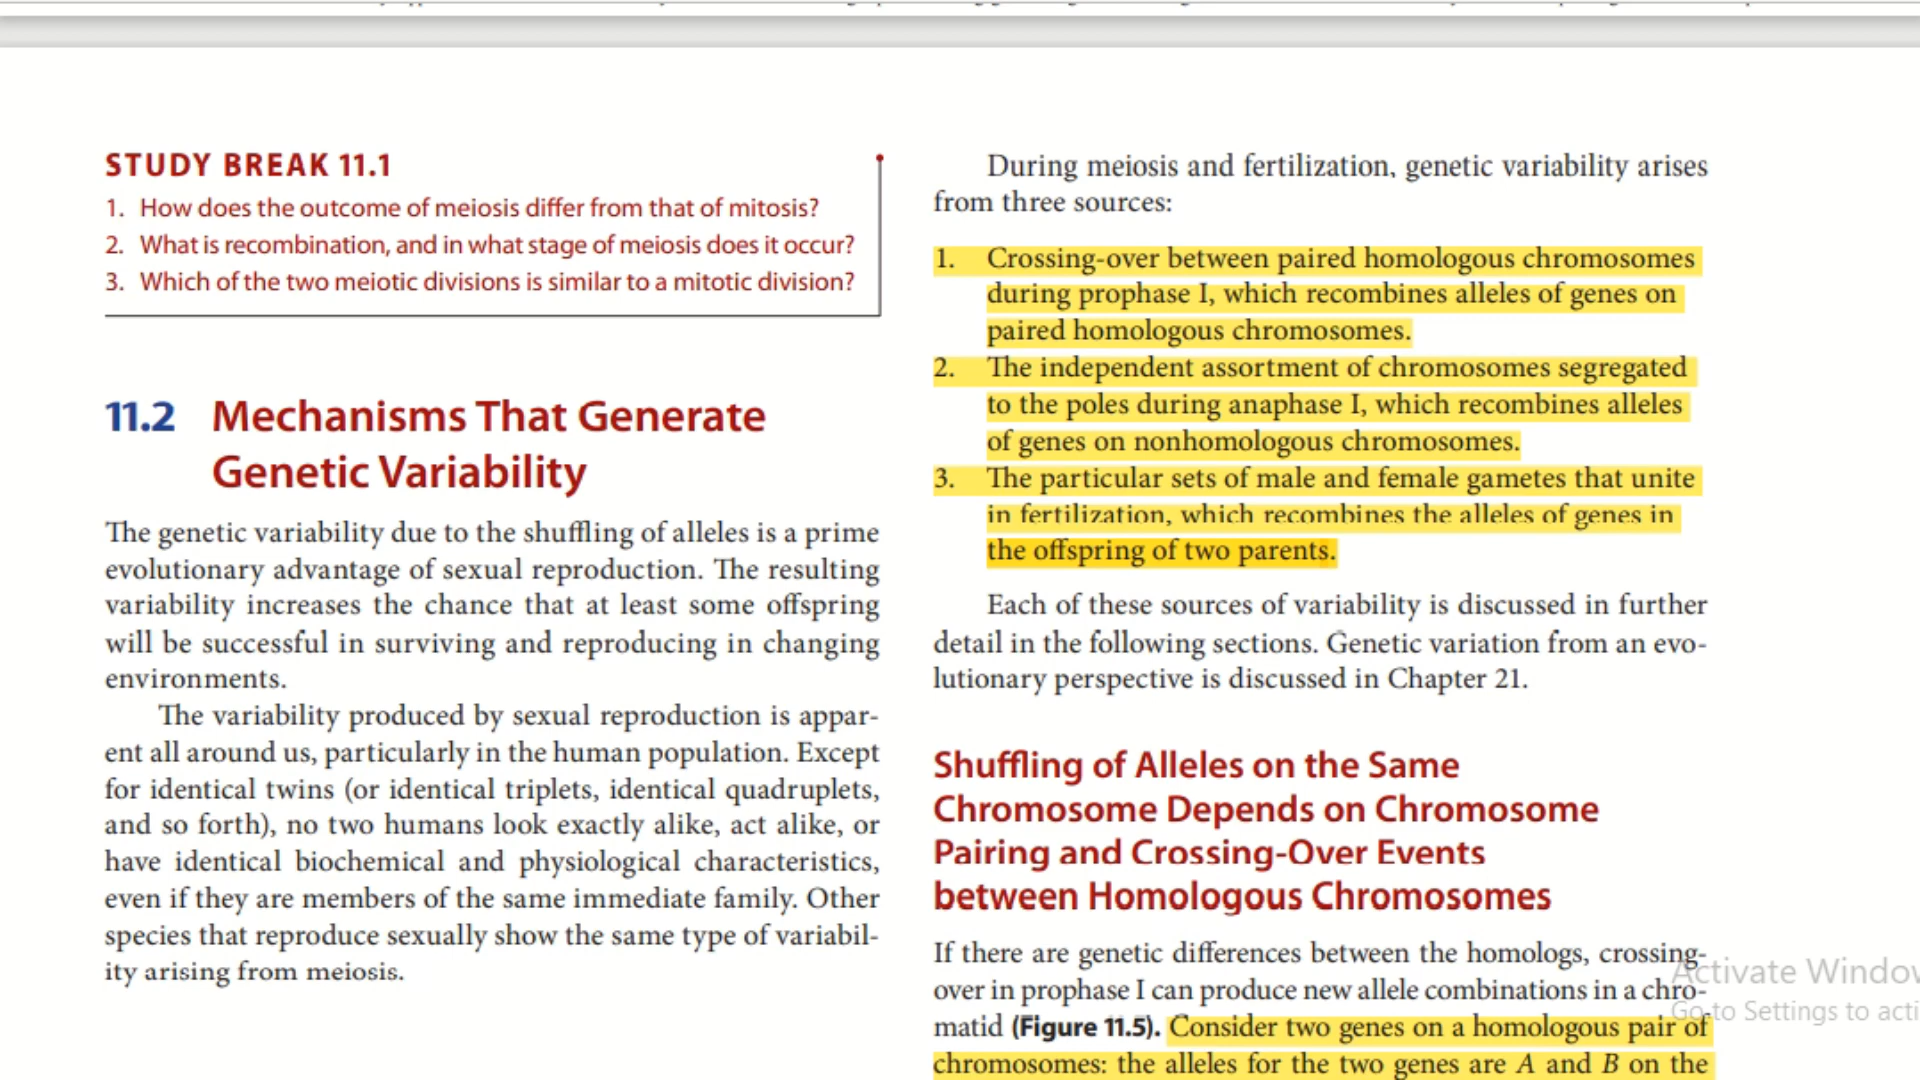 STUDY BREAK 11.1
1. How does the outcome of meiosis differ from that of mitosis?
2. What is recombination, and in what stage of meiosis does it occur?
3. Which of the two meiotic divisions is similar to a mitotic division?
11.2 Mechanisms That Generate
Genetic Variability
The genetic variability due to the shuffling of alleles is a prime
evolutionary advantage of sexual reproduction. The resulting
variability increases the chance that at least some offspring
will be successful in surviving and reproducing in changing
environments.
The variability produced by sexual reproduction is appar-
ent all around us, particularly in the human population. Except
for identical twins (or identical triplets, identical quadruplets,
and so forth), no two humans look exactly alike, act alike, or
have identical biochemical and physiological characteristics,
even if they are members of the same immediate family. Other
species that reproduce sexually show the same type of variabil-
ity arising from meiosis.
During meiosis and fertilization, genetic variability arises
from three sources:
1. Crossing-over between paired homologous chromosomes
during prophase I, which recombines alleles of genes on
paired homologous chromosomes.
2. The independent assortment of chromosomes segregated
to the poles during anaphase I, which recombines alleles
of genes on nonhomologous chromosomes.
3. The particular sets of male and female gametes that unite
in fertilization, which recombines the alleles of genes in
the offspring of two parents.
Each of these sources of variability is discussed in further
detail in the following sections. Genetic variation from an evo-
lutionary perspective is discussed in Chapter 21.
Shuffling of Alleles on the Same
Chromosome Depends on Chromosome
Pairing and Crossing-Over Events
between Homologous Chromosomes
If there are genetic differences between the homologs, crossing-
over in prophase I can produce new allele combinations in a chro-
matid (Figure 11.5). Consider two genes on a homologous pair of
chromosomes: the alleles for the two genes are A and B on the
Activate Window
Go to Settings to acti